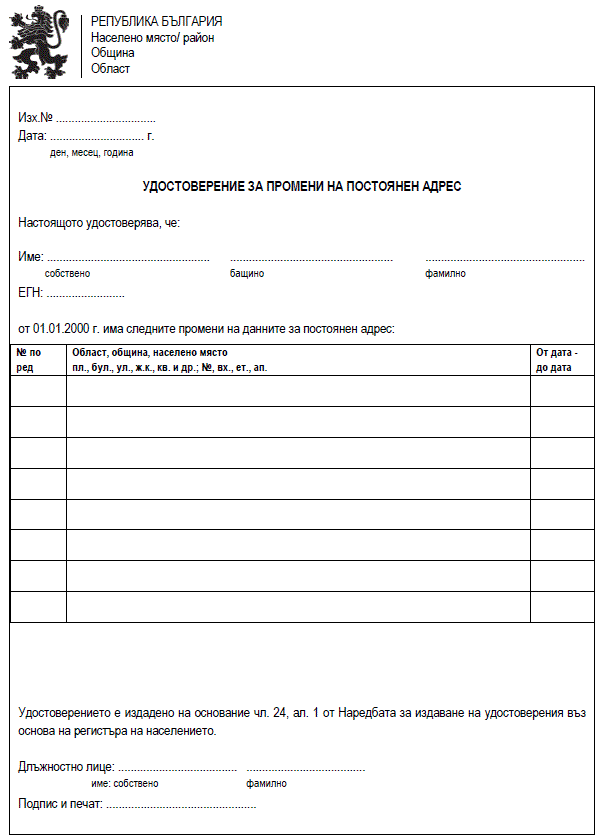 РЕПУБЛИКА БЪЛГАРИЯ
Населено място/ район
Община
Област
Изх.№ ................................
Дата: .............................. г.
ден, месец, година
УДОСТОВЕРЕНИЕ ЗА ПРОМЕНИ НА ПОСТОЯНЕН АДРЕС
Настоящото удостоверява, че:
Име: .................................................... .................................................... ...................................................
собствено бащино фамилно
ЕГН: .........................
от 01.01.2000 г. има следните промени на данните за постоянен адрес:
№ по Област, община, населено място От дата -
ред пл., бул., ул., ж.к., кв. и др.; №, вх., ет., ап. до дата
Удостоверението е издадено на основание чл. 24, ал. 1 от Наредбата за издаване на удостоверения въз
основа на регистъра на населението.
Длъжностно лице: ...................................... ......................................
име: собствено фамилно
Подпис и печат: ................................................